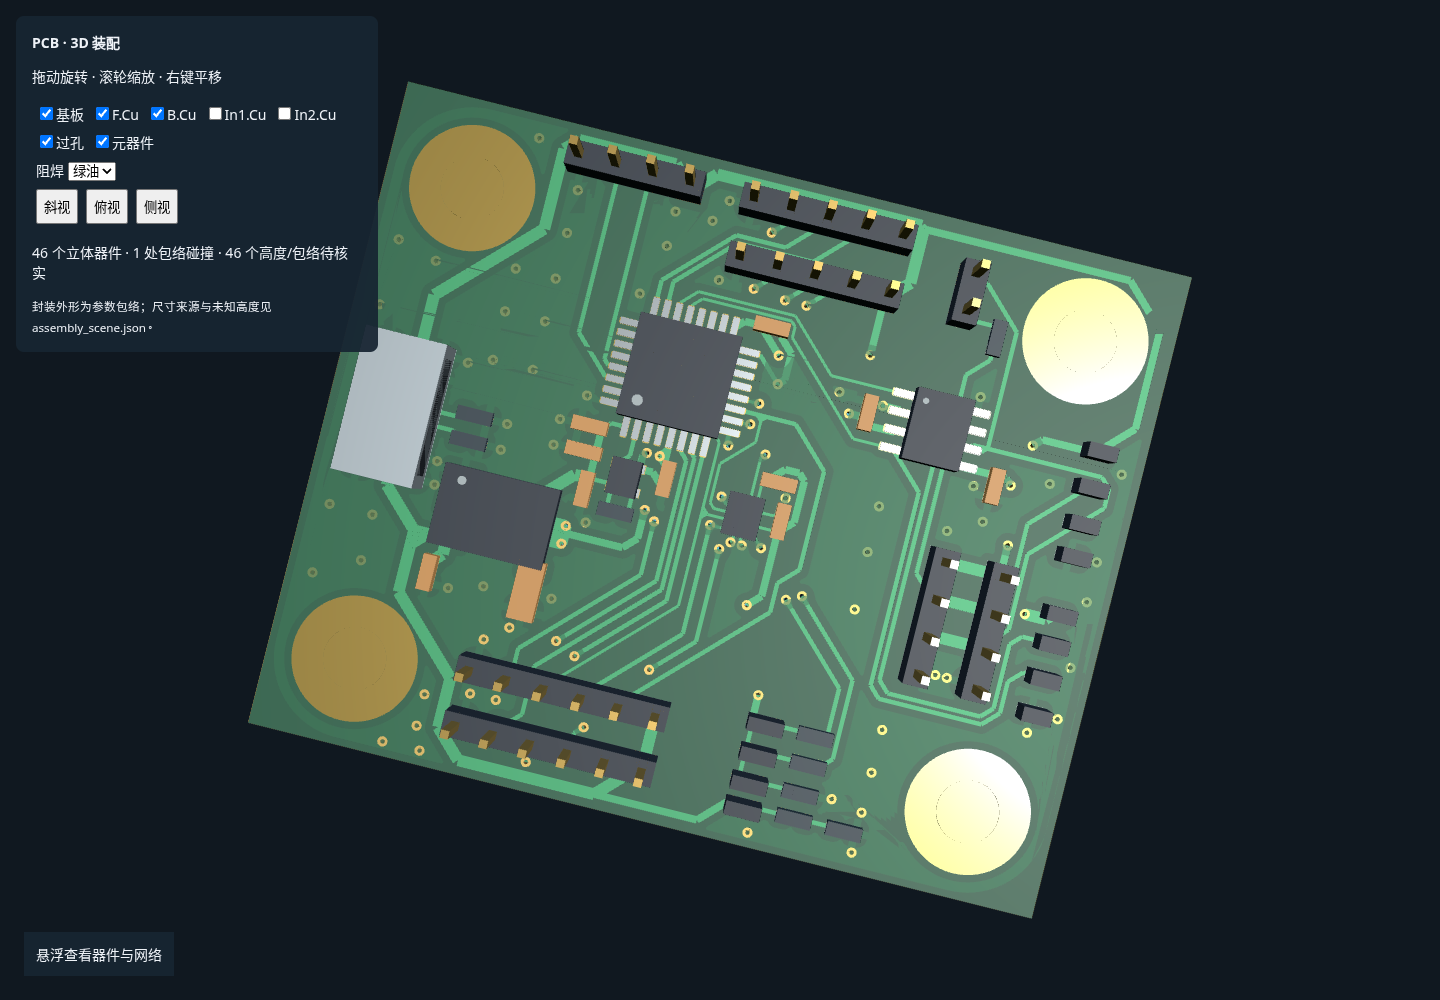 PCB · 3D 装配
拖动旋转 · 滚轮缩放 · 右键平移
基板 F.Cu B.Cu In1.Cu In2.Cu
过孔 元器件
阻焊 绿油
斜视 俯视 侧视
46 个立体器件 · 1 处包络碰撞 · 46 个高度/包络待核
实
封装外形为参数包络；尺寸来源与未知高度见
assembly_scene.json。
悬浮查看器件与网络